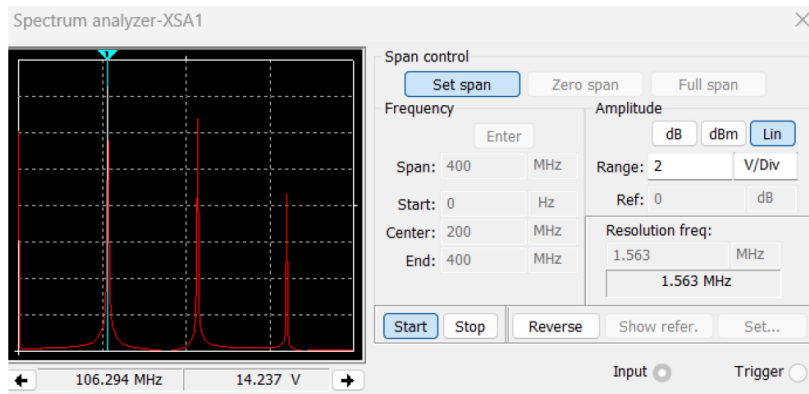 Spectrum analyzer-XSA1
1
Span control
Set span Zero span Full span
Frequency
Enter
Span: 400 MHz
Start: 0 Hz
Center: 200 MHz
End: 400 MHz
Amplitude
dB dBm Lin
Range: 2 V/Div
Ref: 0 dB
Resolution freq:
1.563 MHz
1.563 MHz
Start Stop Reverse Show refer. Set...
106.294 MHz 14.237 V
Input Trigger